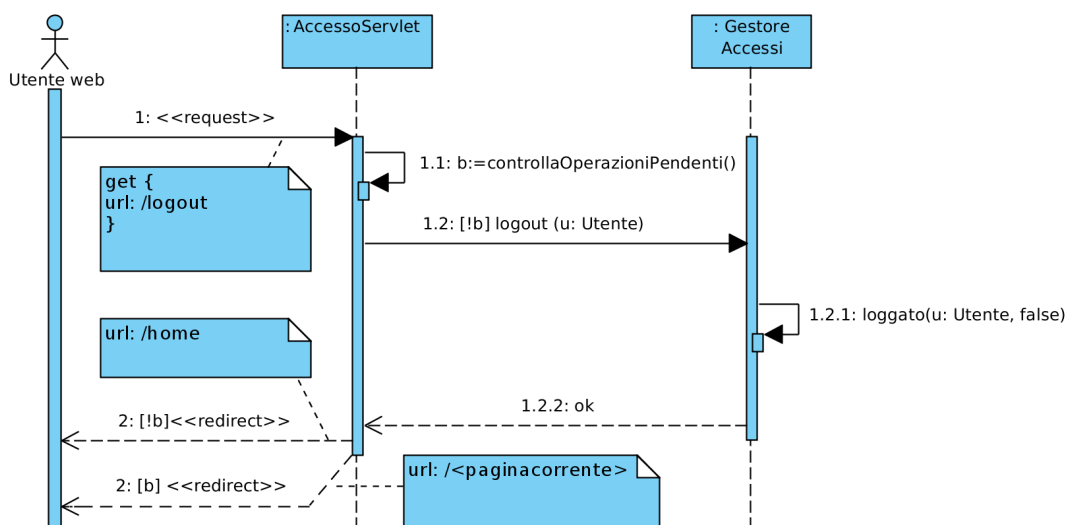 : AccessoServlet
: Gestore
Accessi
Utente web
1: <<request>>
1.1: b:=controllaOperazioniPendenti()
get {
url: /logout
}
1.2: [!b] logout (u: Utente)
1.2.1: loggato(u: Utente, false)
url: /home
1.2.2: ok
2: [!b]<<redirect>>
url: /<paginacorrente>
2: [b] <<redirect>>